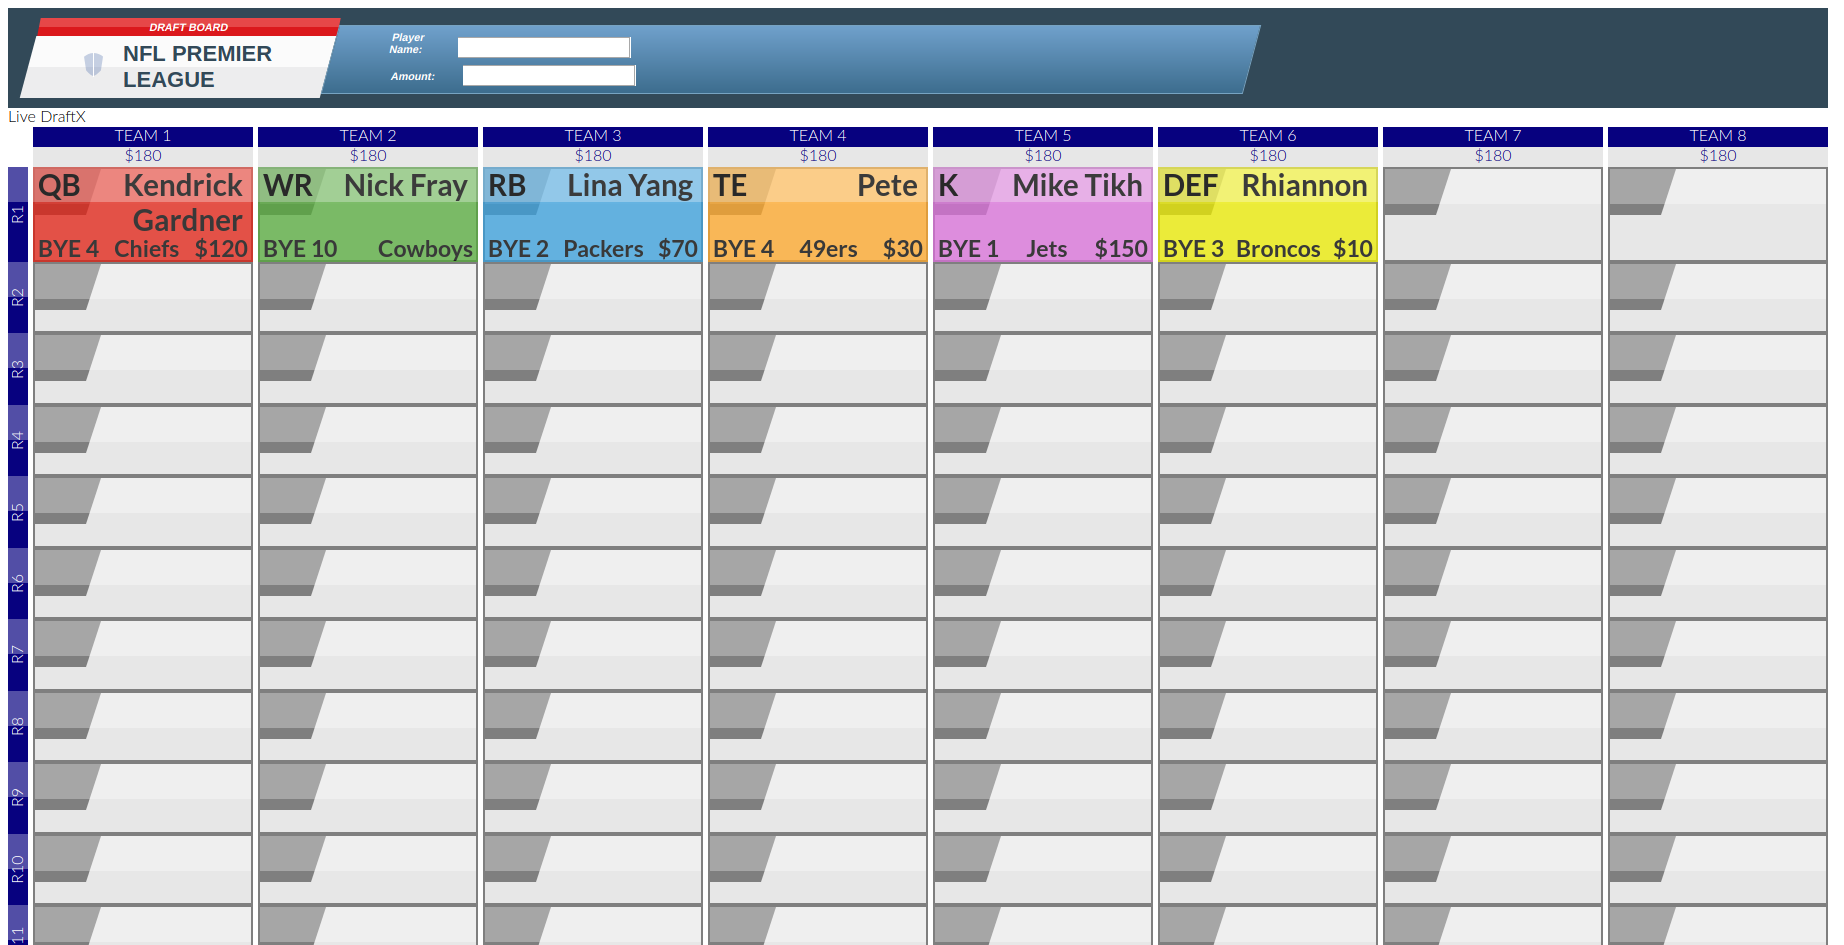 DRAFT BOARD
NFL PREMIER
LEAGUE
Player
Name:
Amount:
Live DraftX
TEAM 1 TEAM 2 TEAM 3 TEAM 4 TEAM 5 TEAM 6 TEAM 7 TEAM 8
$180 $180 $180 $180 $180 $180 $180 $180
R1
QB Kendrick
Gardner
BYE 4 Chiefs $120
WR Nick Fray
BYE 10 Cowboys
RB Lina Yang
BYE 2 Packers $70
TE Pete
BYE 4 49ers $30
K Mike Tikh
BYE 1 Jets $150
DEF Rhiannon
BYE 3 Broncos $10
R2
R3
R4
R5
R6
R7
R8
R9
R10
11